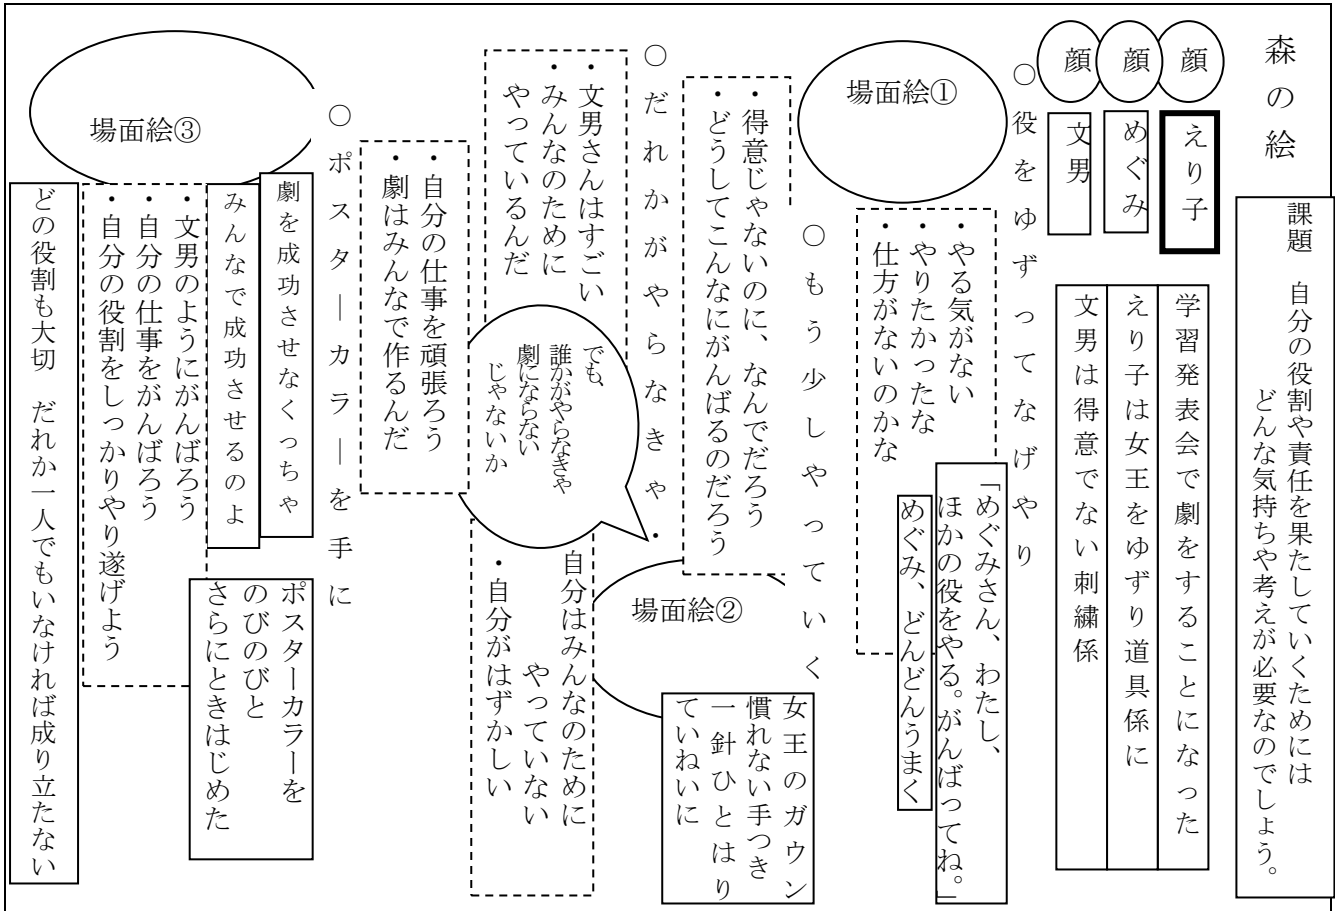 森の絵
課題　自分の役割や責任を果たしていくためには
どんな気持ちや考えが必要なのでしょう。
顔
えり子
顔
めぐみ
顔
文男
学習発表会で劇をすることになった
えり子は女王をゆずり道具係に
文男は得意でない刺繍係
○役をゆずってなげやり
場面絵①
・やる気がない
・やりたかったな
・仕方がないのかな
「めぐみさん、わたし、
ほかの役をやる。がんばってね。」
めぐみ、どんどんうまく
○もう少しやっていく
・得意じゃないのに、なんでだろう
・どうしてこんなにがんばるのだろう
場面絵②
女王のガウン
慣れない手つき
一針ひとはり
ていねいに
○だれかがやらなきゃ・
・文男さんはすごい
・みんなのために
やっているんだ
でも、
誰かがやらなきゃ
劇にならない
じゃないか
自分はみんなのために
やっていない
・自分がはずかしい
・自分の仕事を頑張ろう
・劇はみんなで作るんだ
○ポスターカラーを手に
場面絵③
劇を成功させなくっちゃ
みんなで成功させるのよ
ポスターカラーを
のびのびと
さらにときはじめた
・文男のようにがんばろう
・自分の仕事をがんばろう
・自分の役割をしっかりやり遂げよう
どの役割も大切　だれか一人でもいなければ成り立たない